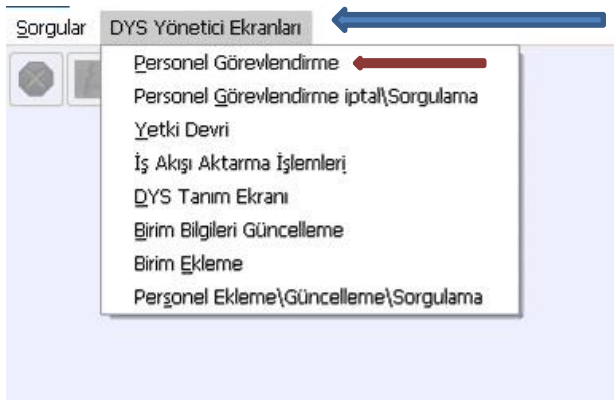 Sorgular DYS Yönetici Ekranları
Personel Görevlendirme
Personel Görevlendirme iptal\Sorgulama
Yetki Devri
İş Akışı Aktarma İşlemleri
DYS Tanım Ekranı
Birim Bilgileri Güncelleme
Birim Ekleme
Personel Ekleme\Güncelleme\Sorgulama